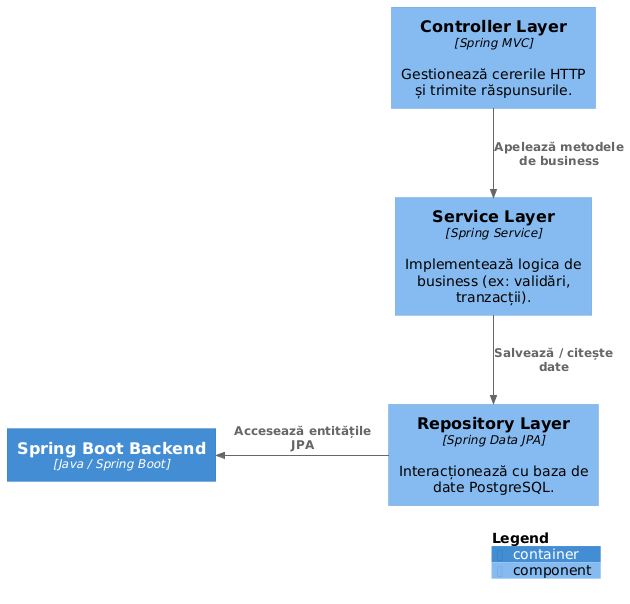 Controller Layer
[Spring MVC]
Gestionează cererile HTTP
și trimite răspunsurile.
Apelează metodele
de business
Service Layer
[Spring Service]
Implementează logica de
business (ex: validări,
tranzacții).
Salvează / citește
date
Repository Layer
[Spring Data JPA]
Interacționează cu baza de
date PostgreSQL.
Accesează entitățile
JPA
Spring Boot Backend
[Java / Spring Boot]
Legend
container
component